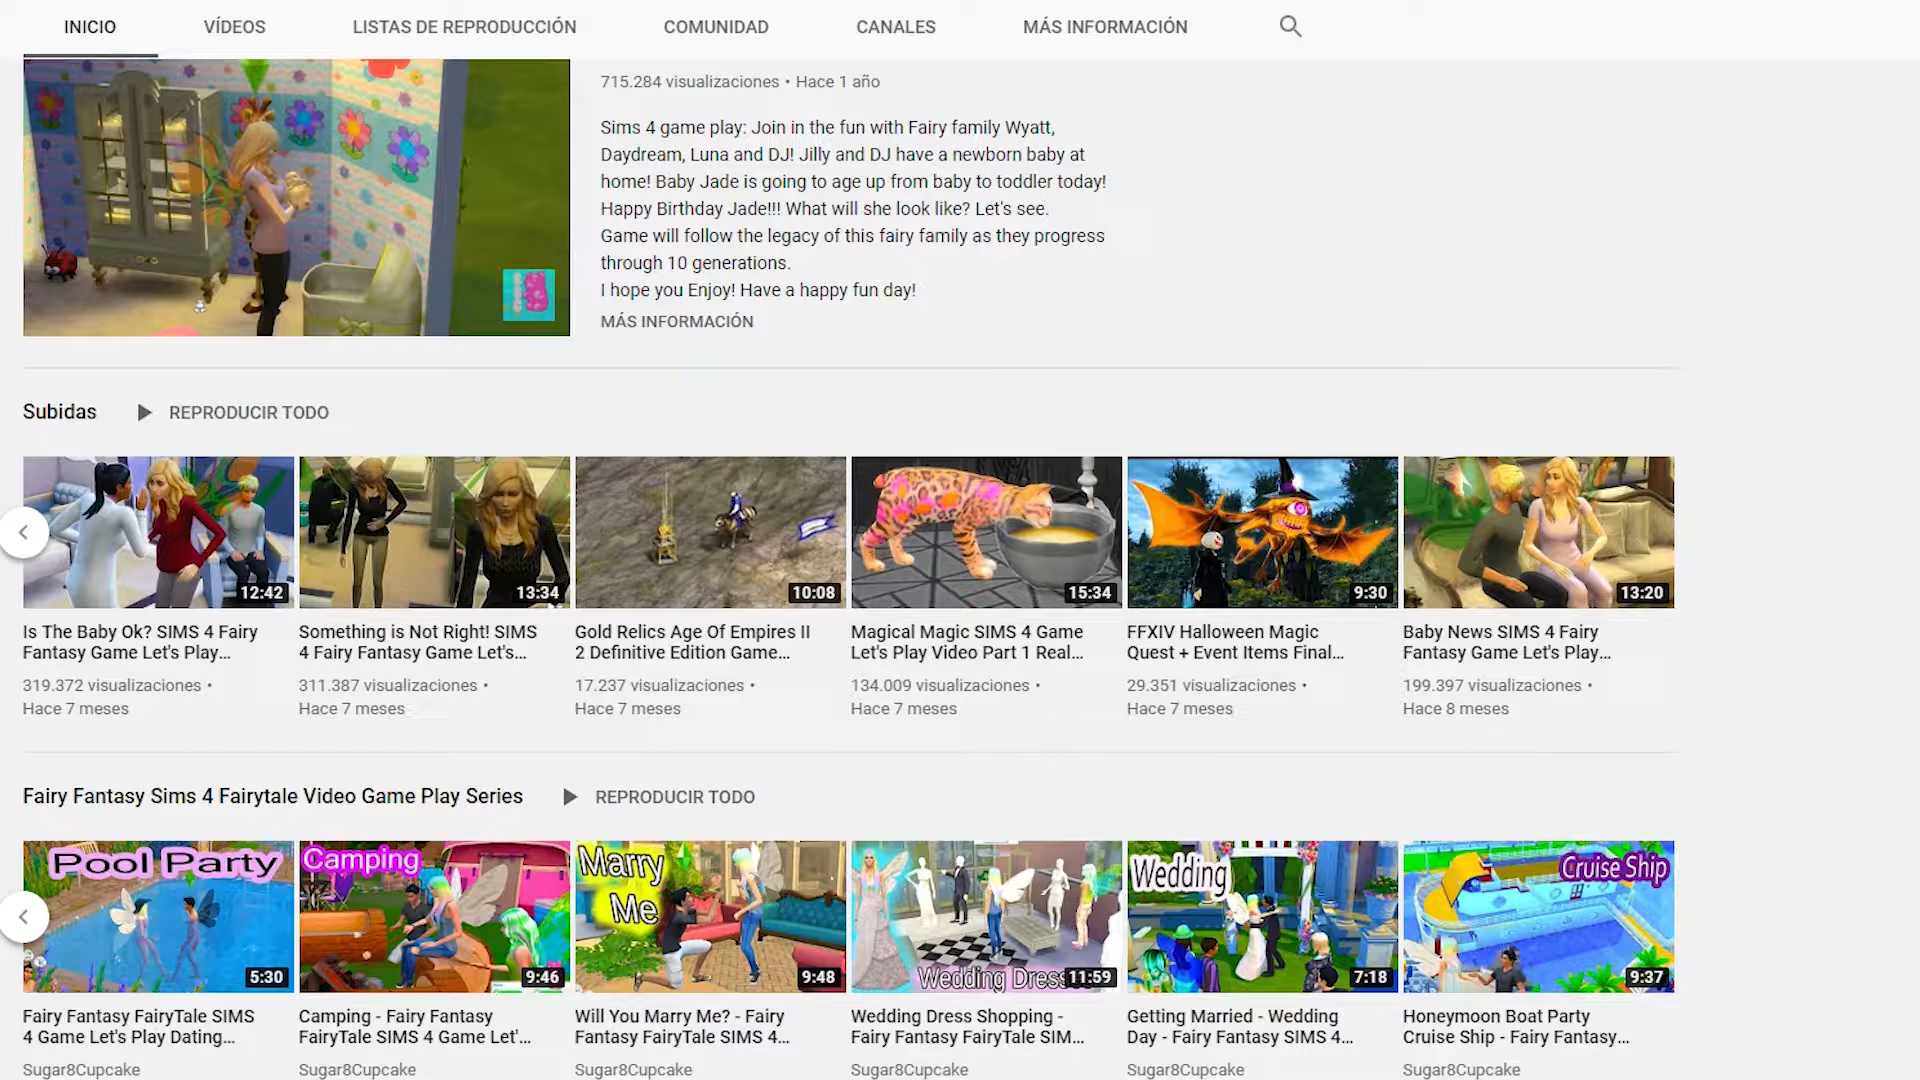 INICIO
VÍDEOS
LISTAS DE REPRODUCCIÓN
COMUNIDAD
CANALES
MÁS INFORMACIÓN
715.284 visualizaciones • Hace 1 año
Sims 4 game play: Join in the fun with Fairy family Wyatt,
Daydream, Luna and DJ! Jilly and DJ have a newborn baby at
home! Baby Jade is going to age up from baby to toddler today!
Happy Birthday Jade!!! What will she look like? Let's see.
Game will follow the legacy of this fairy family as they progress
through 10 generations.
I hope you Enjoy! Have a happy fun day!
MÁS INFORMACIÓN
Subidas
REPRODUCIR TODO
12:42
13:34
10:08
15:34
9:30
13:20
Is The Baby Ok? SIMS 4 Fairy
Fantasy Game Let's Play...
319.372 visualizaciones •
Hace 7 meses
Something is Not Right! SIMS
4 Fairy Fantasy Game Let's...
311.387 visualizaciones •
Hace 7 meses
Gold Relics Age Of Empires II
2 Definitive Edition Game...
17.237 visualizaciones •
Hace 7 meses
Magical Magic SIMS 4 Game
Let's Play Video Part 1 Real...
134.009 visualizaciones •
Hace 7 meses
FFXIV Halloween Magic
Quest + Event Items Final...
29.351 visualizaciones •
Hace 7 meses
Baby News SIMS 4 Fairy
Fantasy Game Let's Play...
199.397 visualizaciones •
Hace 8 meses
Fairy Fantasy Sims 4 Fairytale Video Game Play Series
REPRODUCIR TODO
Pool Party
5:30
Camping
9:46
Marry
Me
9:48
Wedding Dress
11:59
Wedding
7:18
Cruise Ship
9:37
Fairy Fantasy FairyTale SIMS
4 Game Let's Play Dating...
Sugar8Cupcake
Camping - Fairy Fantasy
FairyTale SIMS 4 Game Let'...
Sugar8Cupcake
Will You Marry Me? - Fairy
Fantasy FairyTale SIMS 4...
Sugar8Cupcake
Wedding Dress Shopping -
Fairy Fantasy FairyTale SIM...
Sugar8Cupcake
Getting Married - Wedding
Day - Fairy Fantasy SIMS 4...
Sugar8Cupcake
Honeymoon Boat Party
Cruise Ship - Fairy Fantasy...
Sugar8Cupcake